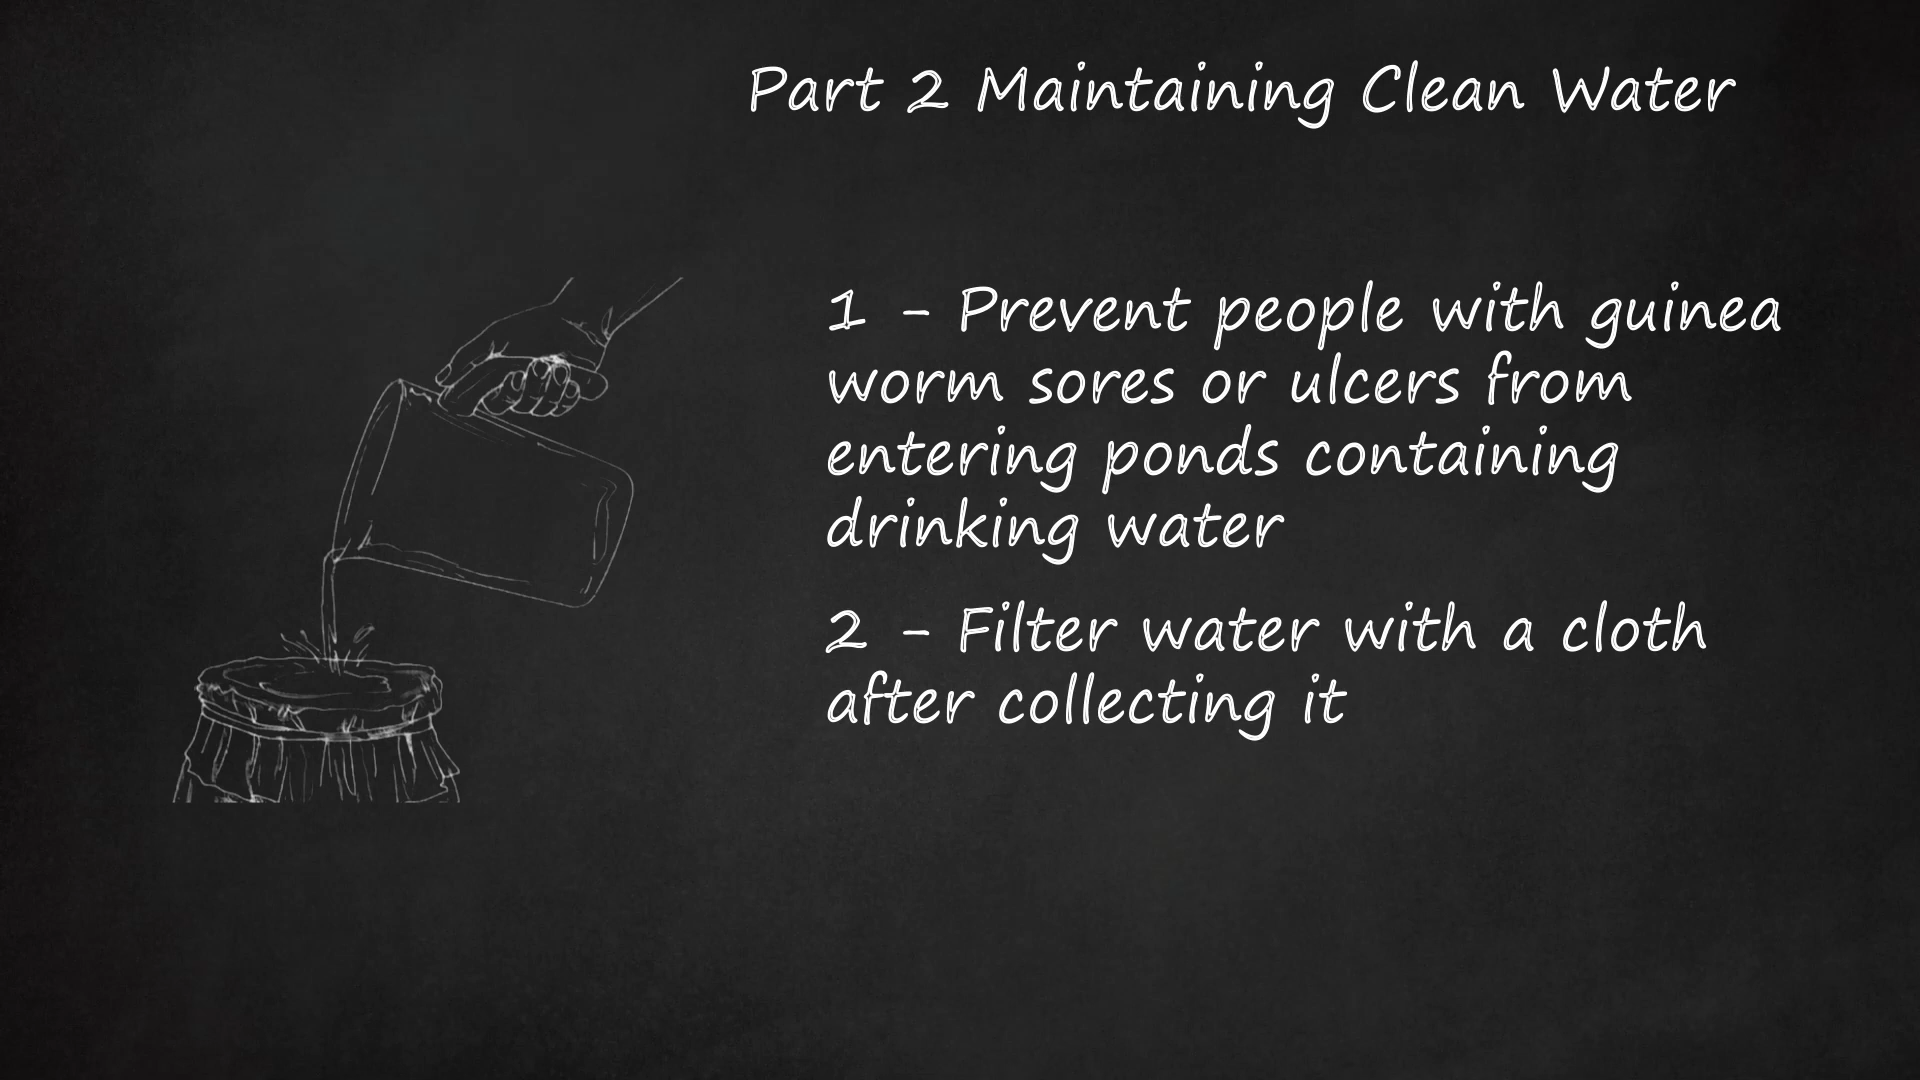 Part 2 Maintaining Clean Water
1 - Prevent people with guinea
worm sores or ulcers from
entering ponds containing
drinking water
2 - Filter water with a cloth
after collecting it